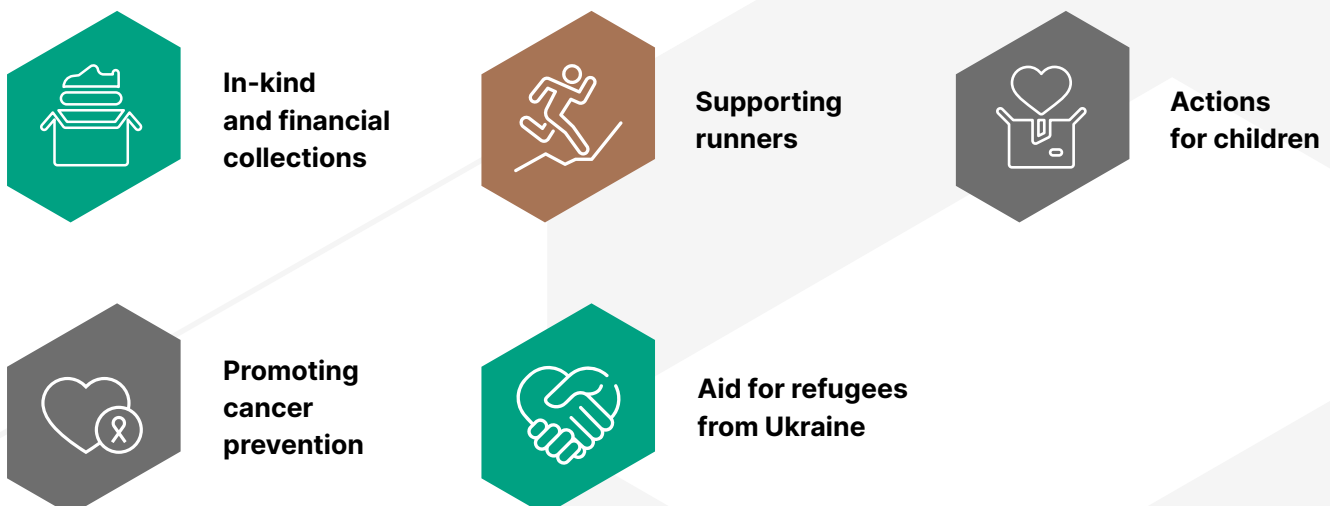 In-kind
and financial
collections
Supporting
runners
Actions
for children
Promoting
cancer
prevention
Aid for refugees
from Ukraine